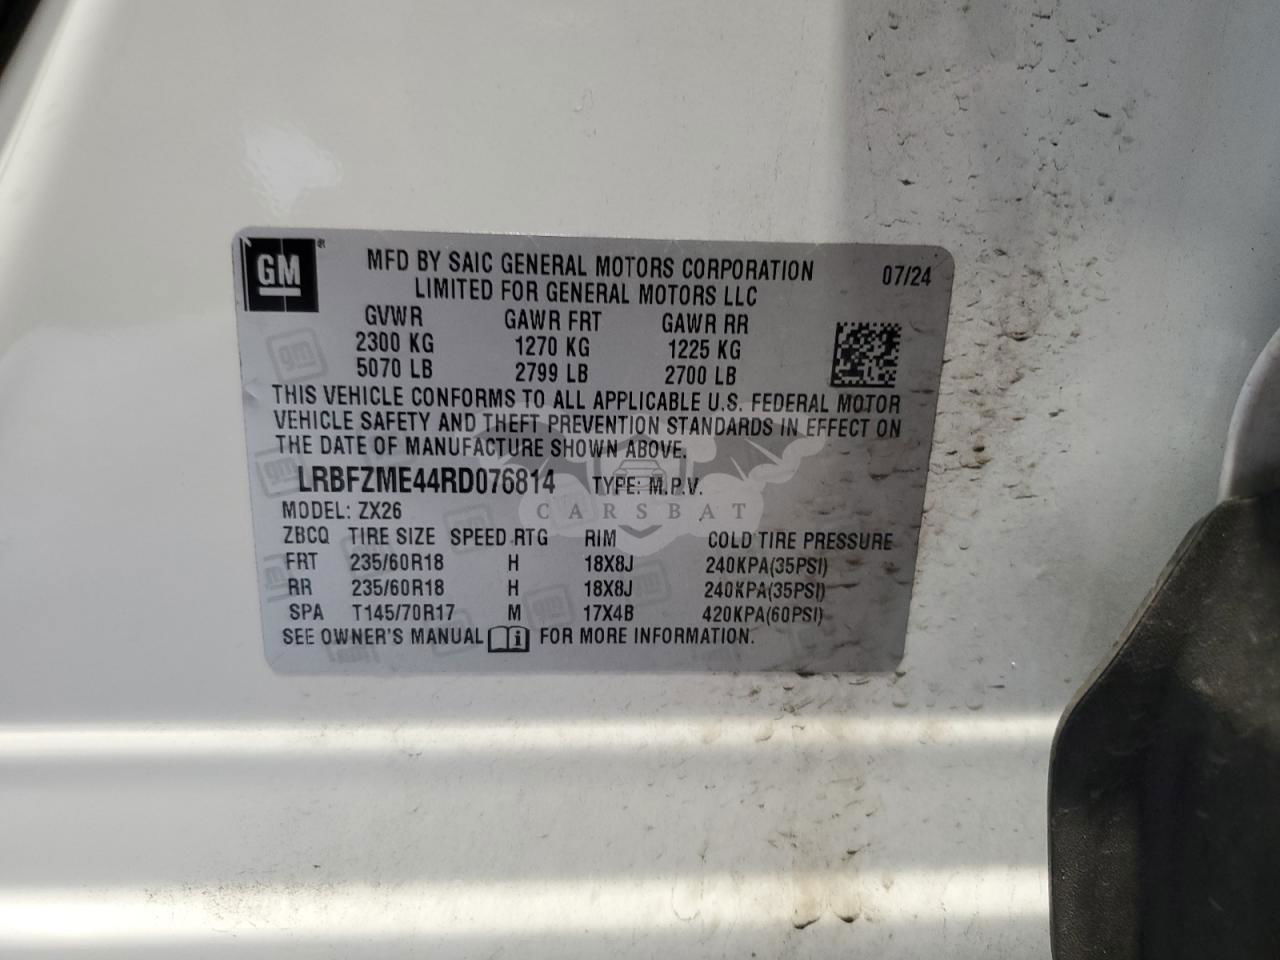 GM
MFD BY SAIC GENERAL MOTORS CORPORATION 07/24
LIMITED FOR GENERAL MOTORS LLC
GVWR GAWR FRT GAWR RR
2300 KG 1270 KG 1225 KG
5070 LB 2799 LB 2700 LB
THIS VEHICLE CONFORMS TO ALL APPLICABLE U.S. FEDERAL MOTOR
VEHICLE SAFETY AND THEFT PREVENTION STANDARDS IN EFFECT ON
THE DATE OF MANUFACTURE SHOWN ABOVE.
LRBFZME44RD076814 TYPE: M.P.V.
CARSBAT
MODEL: ZX26
ZBCQ TIRE SIZE SPEED RTG RIM COLD TIRE PRESSURE
FRT 235/60R18 H 18X8J 240KPA(35PSI)
RR 235/60R18 H 18X8J 240KPA(35PSI)
SPA T145/70R17 M 17X4B 420KPA(60PSI)
SEE OWNER'S MANUAL FOR MORE INFORMATION.